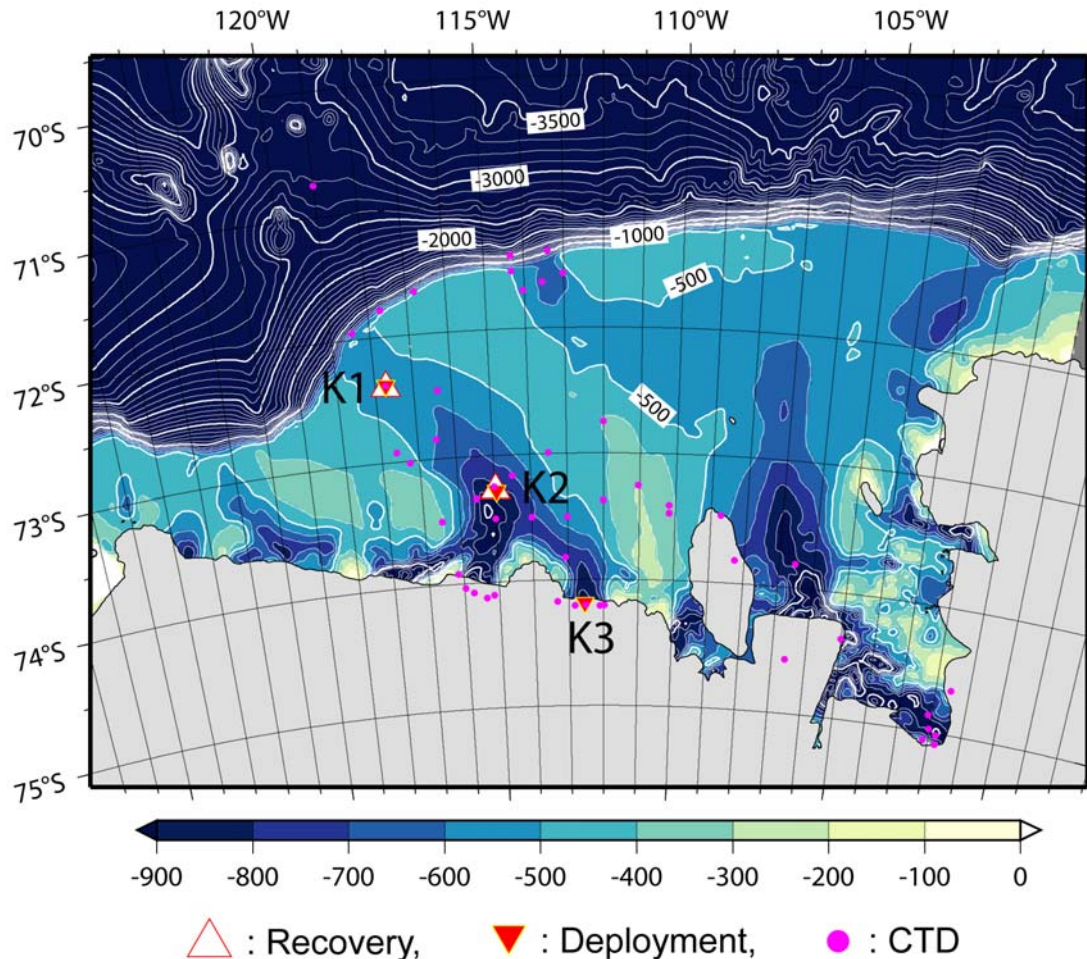 120°W 115°W 110°W 105°W
70°S
71°S
72°S
73°S
74°S
75°S
-3500
-3000
-2000
-1000
-500
-500
K1
K2
K3
-900 -800 -700 -600 -500 -400 -300 -200 -100 0
: Recovery, : Deployment, : CTD